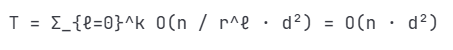 T = Σ_{ℓ=0}^k O(n / r^ℓ · d²) = O(n · d²)